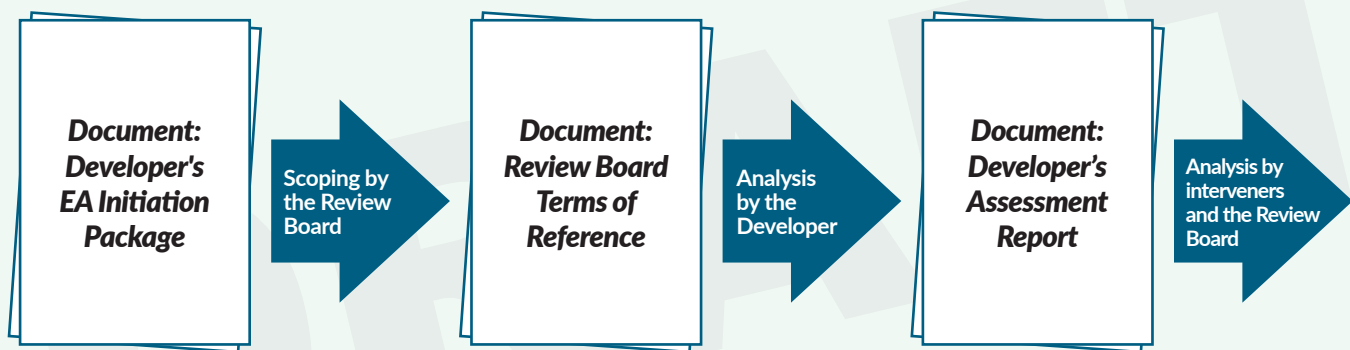 Document:
Developer's
EA Initiation
Package
Scoping by
the Review
Board
Document:
Review Board
Terms of
Reference
Analysis
by the
Developer
Document:
Developer’s
Assessment
Report
Analysis by
interveners
and the Review
Board